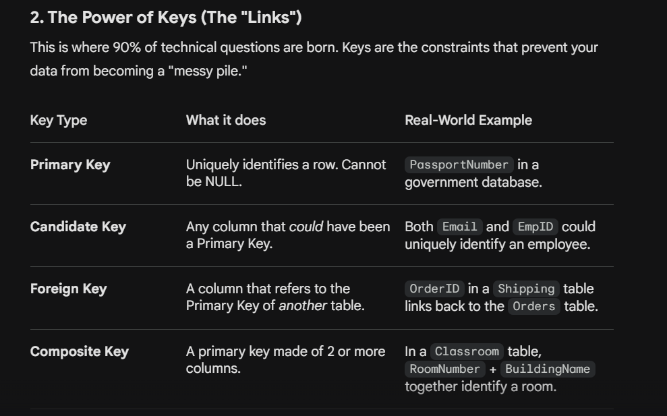 2. The Power of Keys (The "Links")
This is where 90% of technical questions are born. Keys are the constraints that prevent your
data from becoming a "messy pile."
Key Type What it does Real-World Example
Primary Key Uniquely identifies a row. Cannot be NULL. PassportNumber in a government database.
Candidate Key Any column that could have been a Primary Key. Both Email and EmpID could uniquely identify an employee.
Foreign Key A column that refers to the Primary Key of another table. OrderID in a Shipping table links back to the Orders table.
Composite Key A primary key made of 2 or more columns. In a Classroom table, RoomNumber + BuildingName together identify a room.